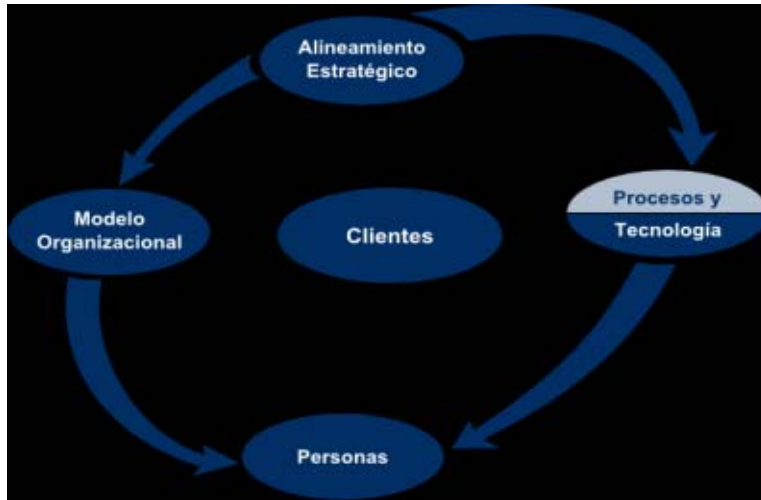 Alineamiento
Estratégico
Modelo
Organizacional
Clientes
Procesos y
Tecnología
Personas